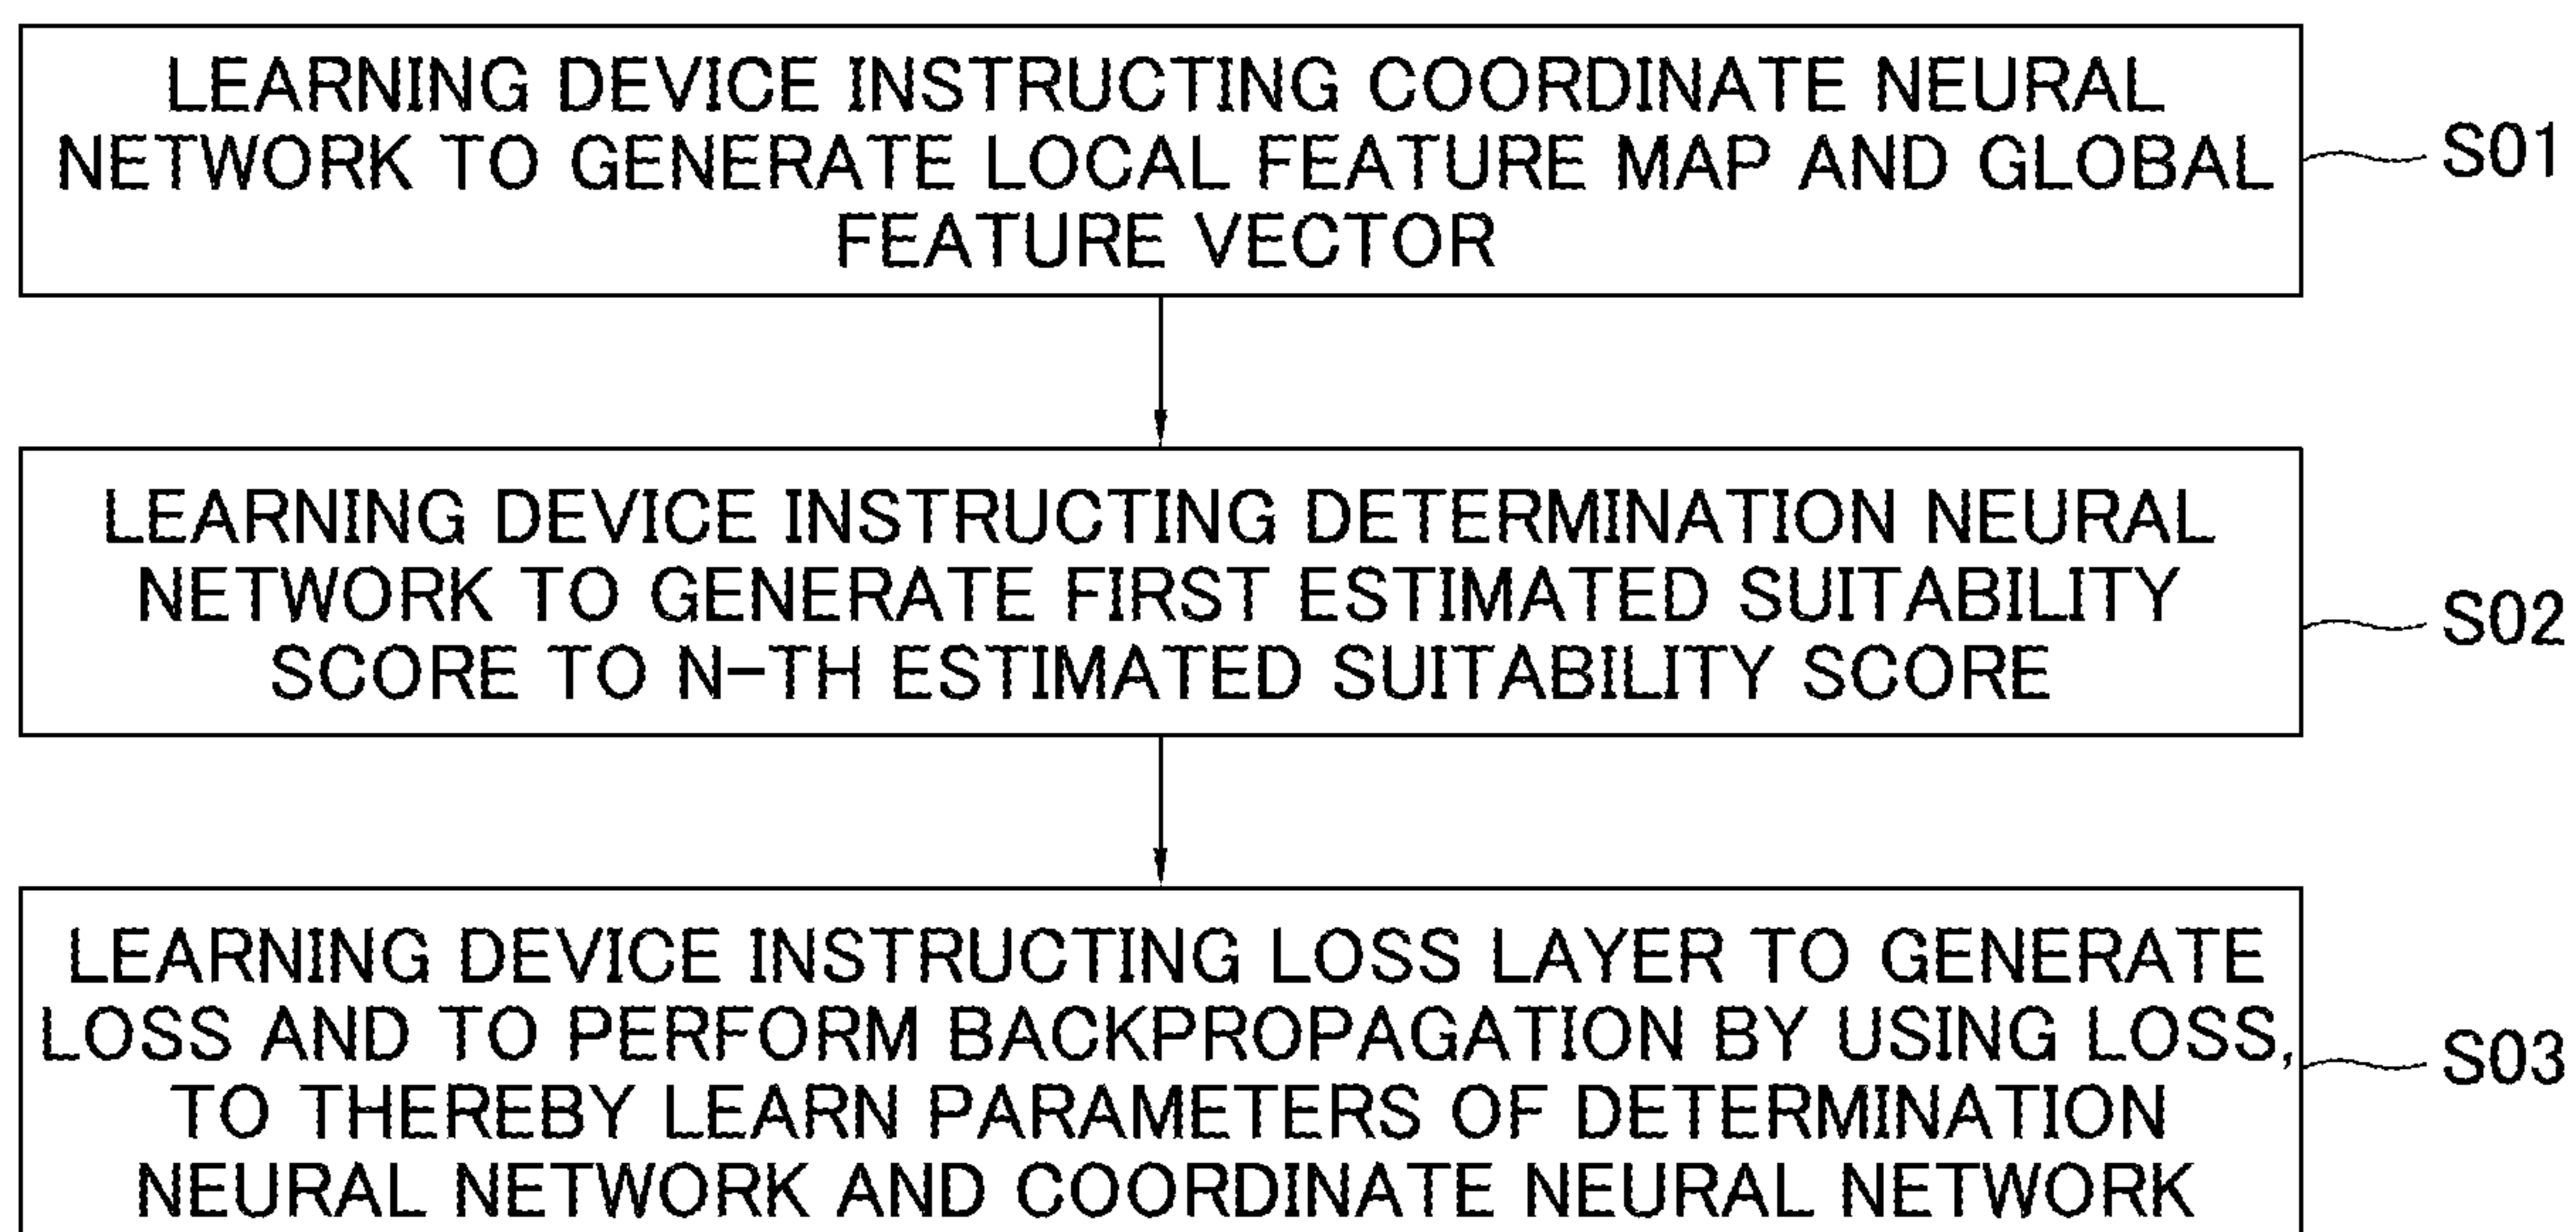 LEARNING DEVICE INSTRUCTING COORDINATE NEURAL
NETWORK TO GENERATE LOCAL FEATURE MAP AND GLOBAL
FEATURE VECTOR
S01
LEARNING DEVICE INSTRUCTING DETERMINATION NEURAL
NETWORK TO GENERATE FIRST ESTIMATED SUITABILITY
SCORE TO N-TH ESTIMATED SUITABILITY SCORE
S02
LEARNING DEVICE INSTRUCTING LOSS LAYER TO GENERATE
LOSS AND TO PERFORM BACKPROPAGATION BY USING LOSS,
TO THEREBY LEARN PARAMETERS OF DETERMINATION
NEURAL NETWORK AND COORDINATE NEURAL NETWORK
S03